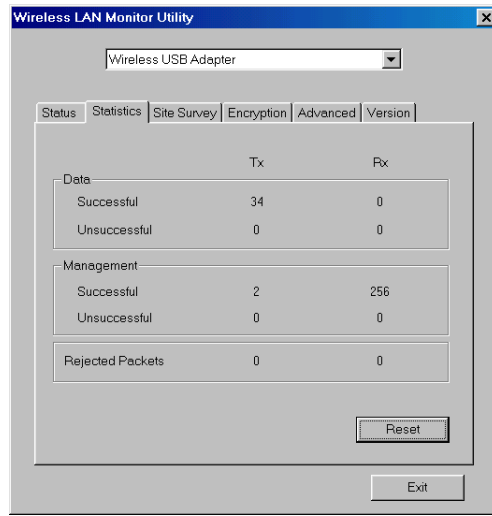 Wireless LAN Monitor Utility
Wireless USB Adapter
Status Statistics Site Survey Encryption Advanced Version
Tx Rx
Data
Successful 34 0
Unsuccessful 0 0
Management
Successful 2 256
Unsuccessful 0 0
Rejected Packets 0 0
Reset
Exit